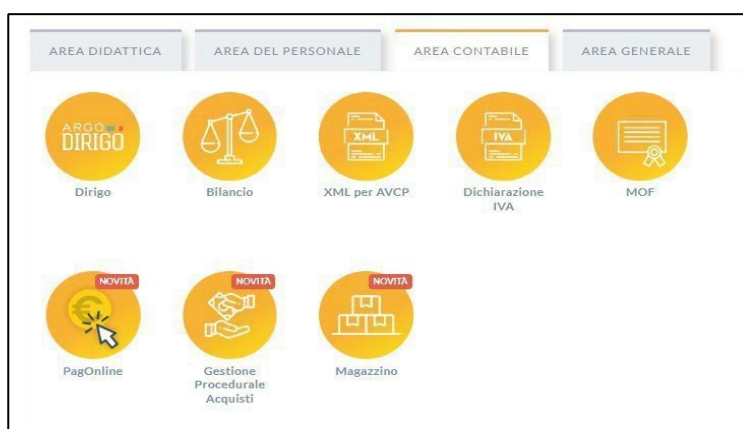 AREA DIDATTICA
AREA DEL PERSONALE
AREA CONTABILE
AREA GENERALE
ARGO
DIRIGO
XML
IVA
Dirigo
Bilancio
XML per AVCP
Dichiarazione
IVA
MOF
NOVITÀ
NOVITÀ
NOVITÀ
€
PagOnline
Gestione
Procedurale
Acquisti
Magazzino